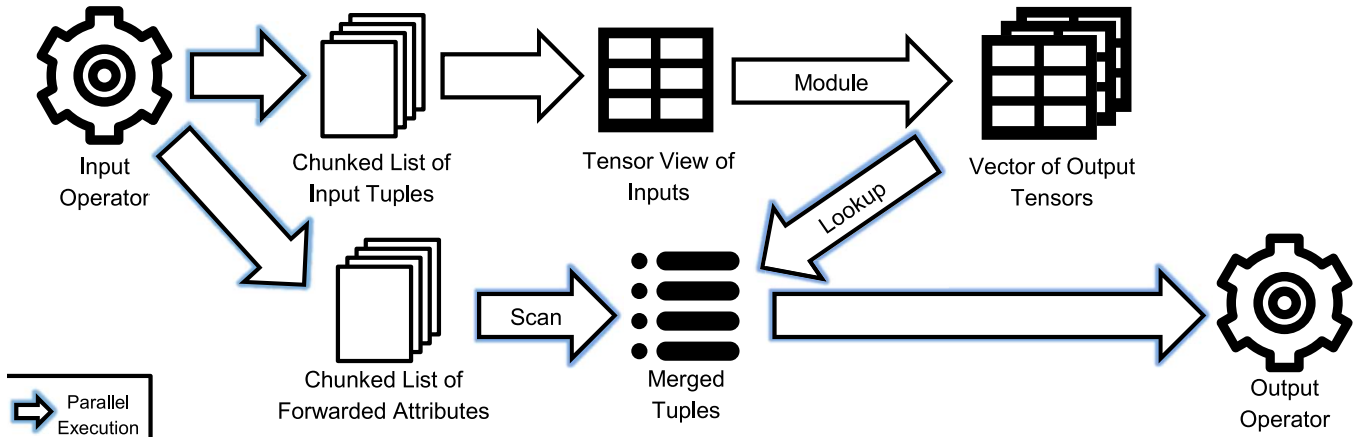 Module
Input
Operator
Chunked List of
Input Tuples
Tensor View of
Inputs
Vector of Output
Tensors
Lookup
Scan
Chunked List of
Forwarded Attributes
Merged
Tuples
Output
Operator
Parallel
Execution